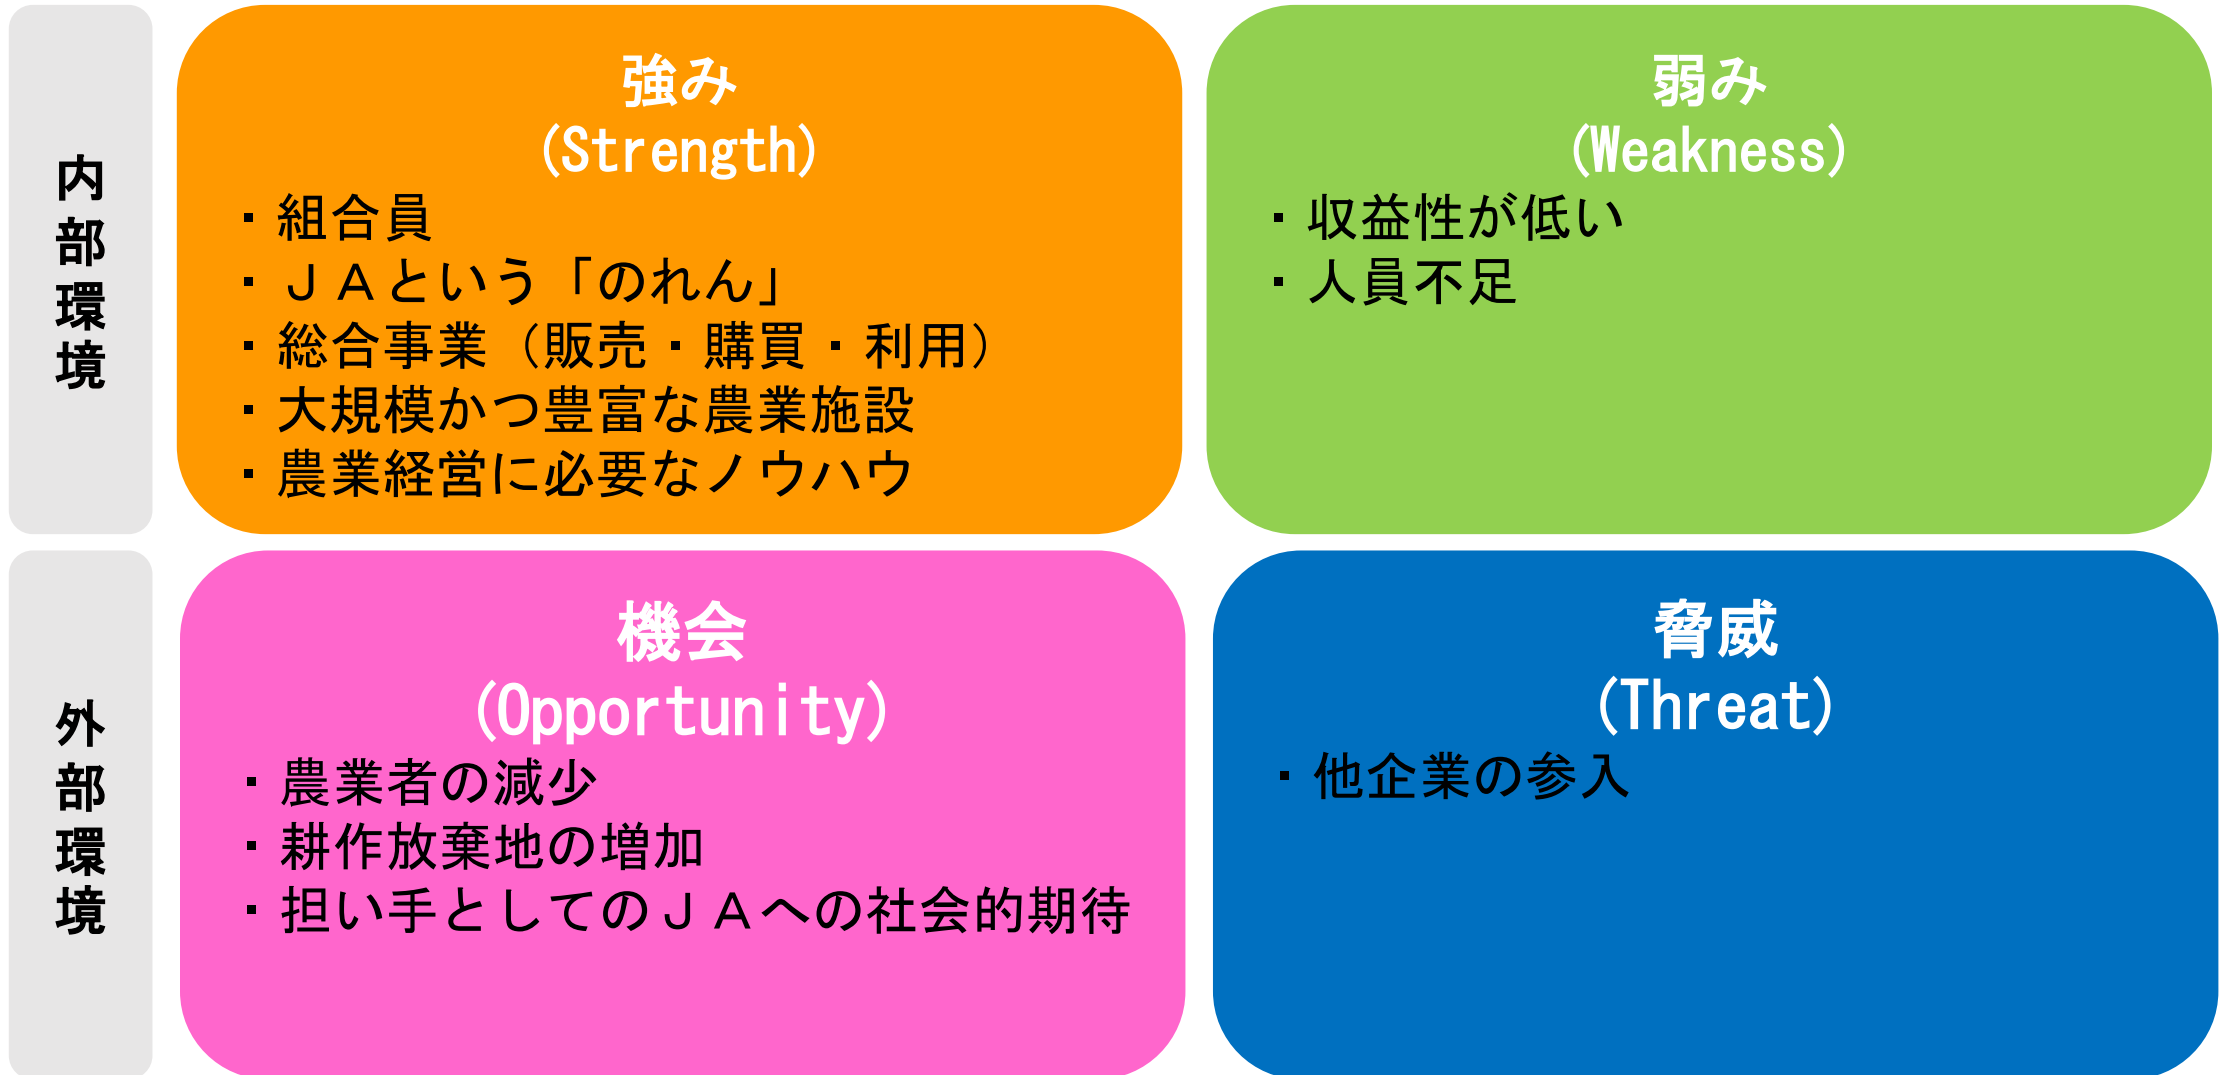 内部環境
強み
(Strength)
・組合員
・ＪＡという「のれん」
・総合事業（販売・購買・利用）
・大規模かつ豊富な農業施設
・農業経営に必要なノウハウ
弱み
(Weakness)
・収益性が低い
・人員不足
外部環境
機会
(Opportunity)
・農業者の減少
・耕作放棄地の増加
・担い手としてのＪＡへの社会的期待
脅威
(Threat)
・他企業の参入